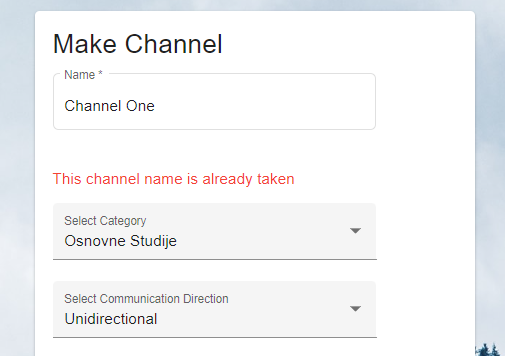 Make Channel
Name *
Channel One
This channel name is already taken
Select Category
Osnovne Studije
Select Communication Direction
Unidirectional